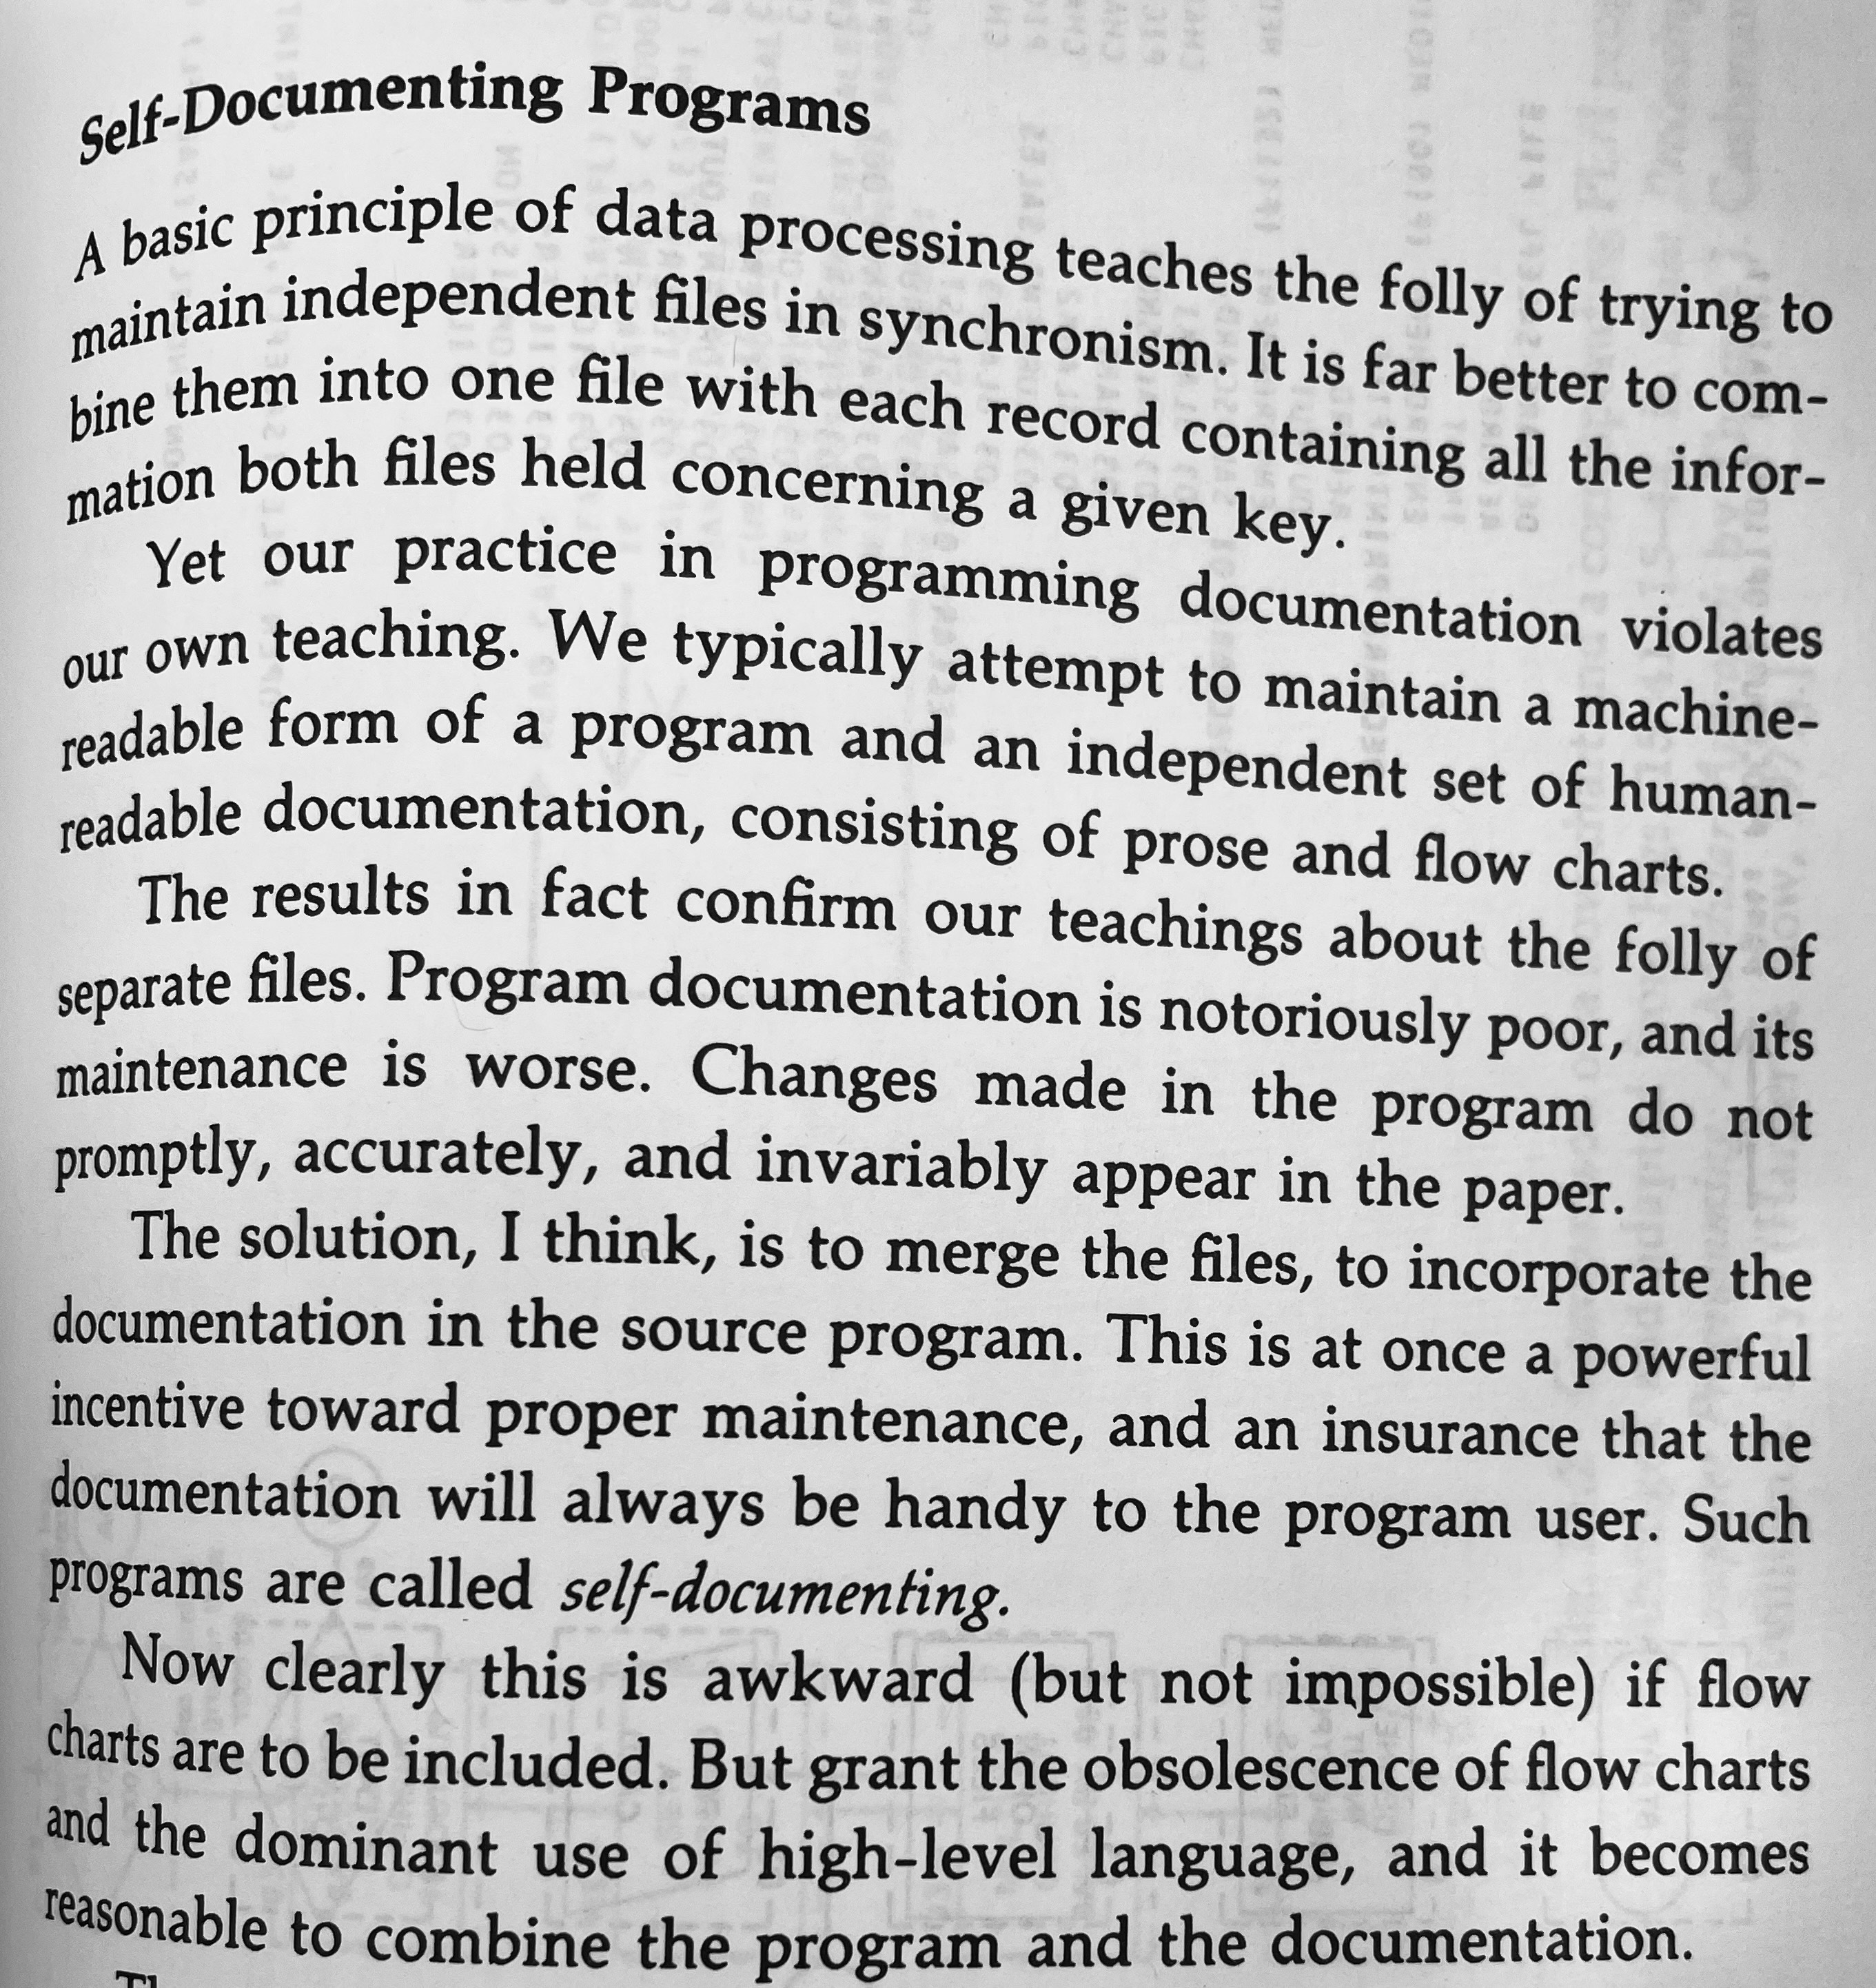 Self-Documenting Programs
A basic principle of data processing teaches the folly of trying to
maintain independent files in synchronism. It is far better to com-
bine them into one file with each record containing all the infor-
mation both files held concerning a given key.
Yet our practice in programming documentation violates
our own teaching. We typically attempt to maintain a machine-
readable form of a program and an independent set of human-
readable documentation, consisting of prose and flow charts.
The results in fact confirm our teachings about the folly of
separate files. Program documentation is notoriously poor, and its
maintenance is worse. Changes made in the program do not
promptly, accurately, and invariably appear in the paper.
The solution, I think, is to merge the files, to incorporate the
documentation in the source program. This is at once a powerful
incentive toward proper maintenance, and an insurance that the
documentation will always be handy to the program user. Such
programs are called self-documenting.
Now clearly this is awkward (but not impossible) if flow
charts are to be included. But grant the obsolescence of flow charts
and the dominant use of high-level language, and it becomes
reasonable to combine the program and the documentation.